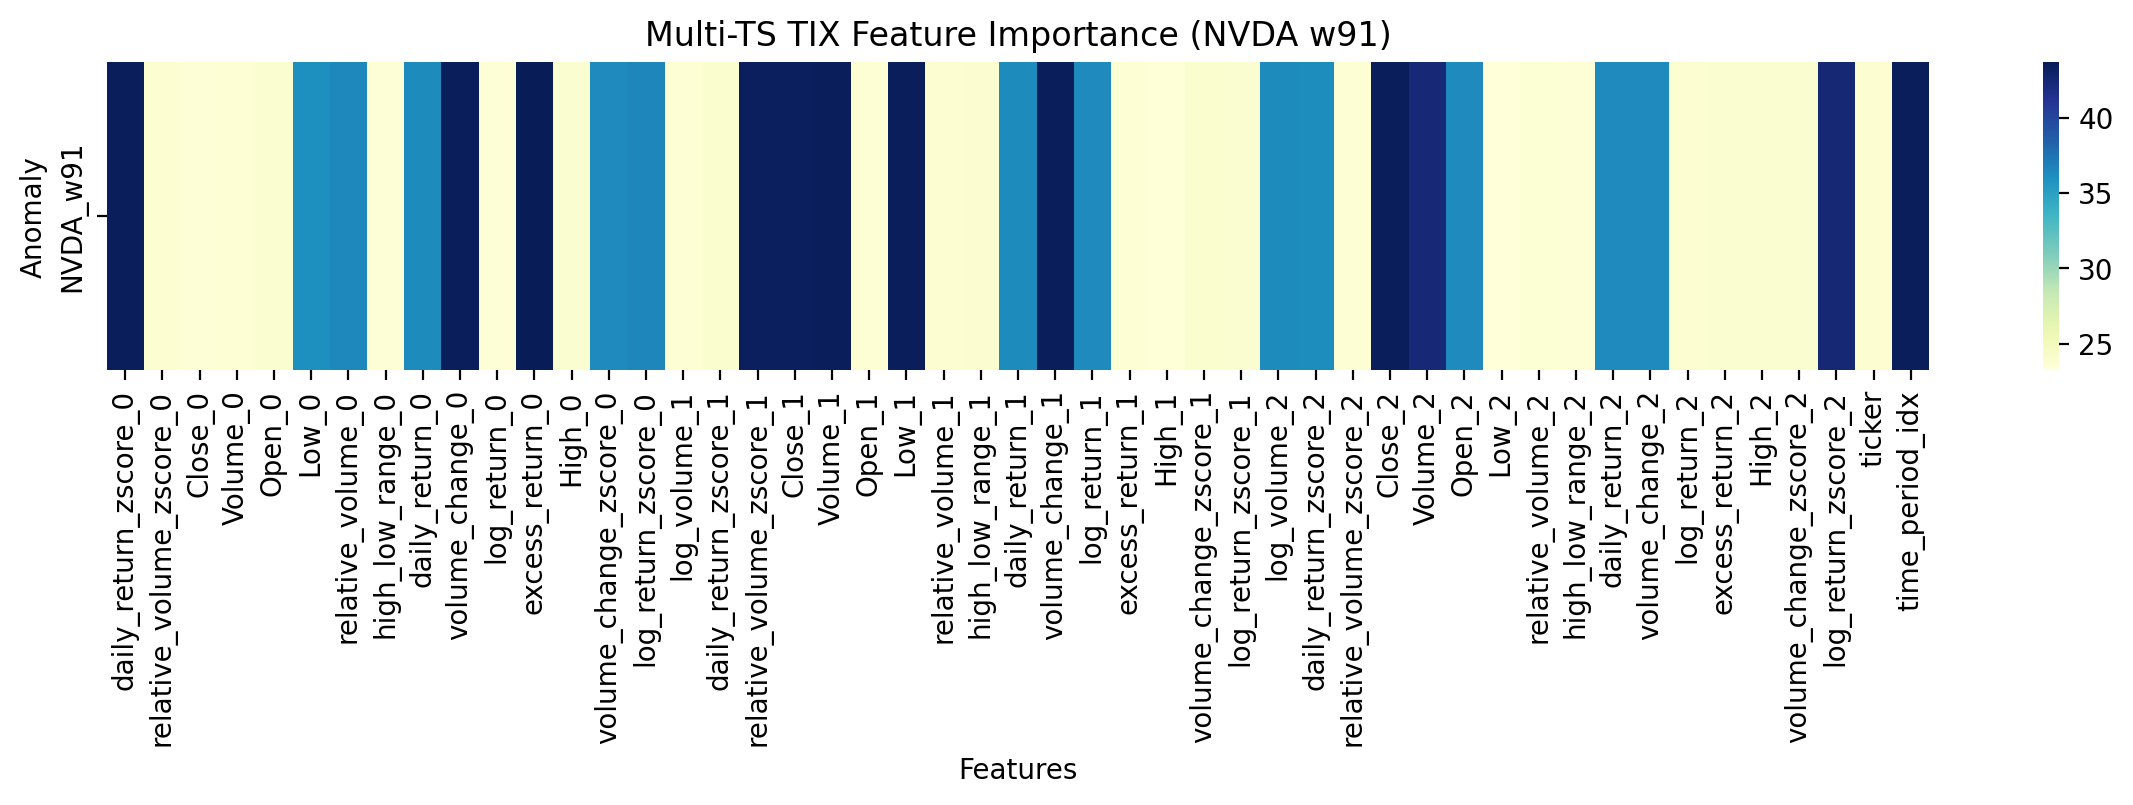 Multi-TS TIX Feature Importance (NVDA w91)
Anomaly
NVDA_w91
40
35
30
25
daily_return_zscore_0
relative_volume_zscore_0
Close_0
Volume_0
Open_0
Low_0
relative_volume_0
high_low_range_0
daily_return_0
volume_change_0
log_return_0
excess_return_0
High_0
volume_change_zscore_0
log_return_zscore_0
log_volume_1
daily_return_zscore_1
relative_volume_zscore_1
Close_1
Volume_1
Open_1
Low_1
relative_volume_1
high_low_range_1
daily_return_1
volume_change_1
log_return_1
excess_return_1
High_1
volume_change_zscore_1
log_return_zscore_1
log_volume_2
daily_return_zscore_2
relative_volume_zscore_2
Close_2
Volume_2
Open_2
Low_2
relative_volume_2
high_low_range_2
daily_return_2
volume_change_2
log_return_2
excess_return_2
High_2
volume_change_zscore_2
log_return_zscore_2
ticker
time_period_idx
Features